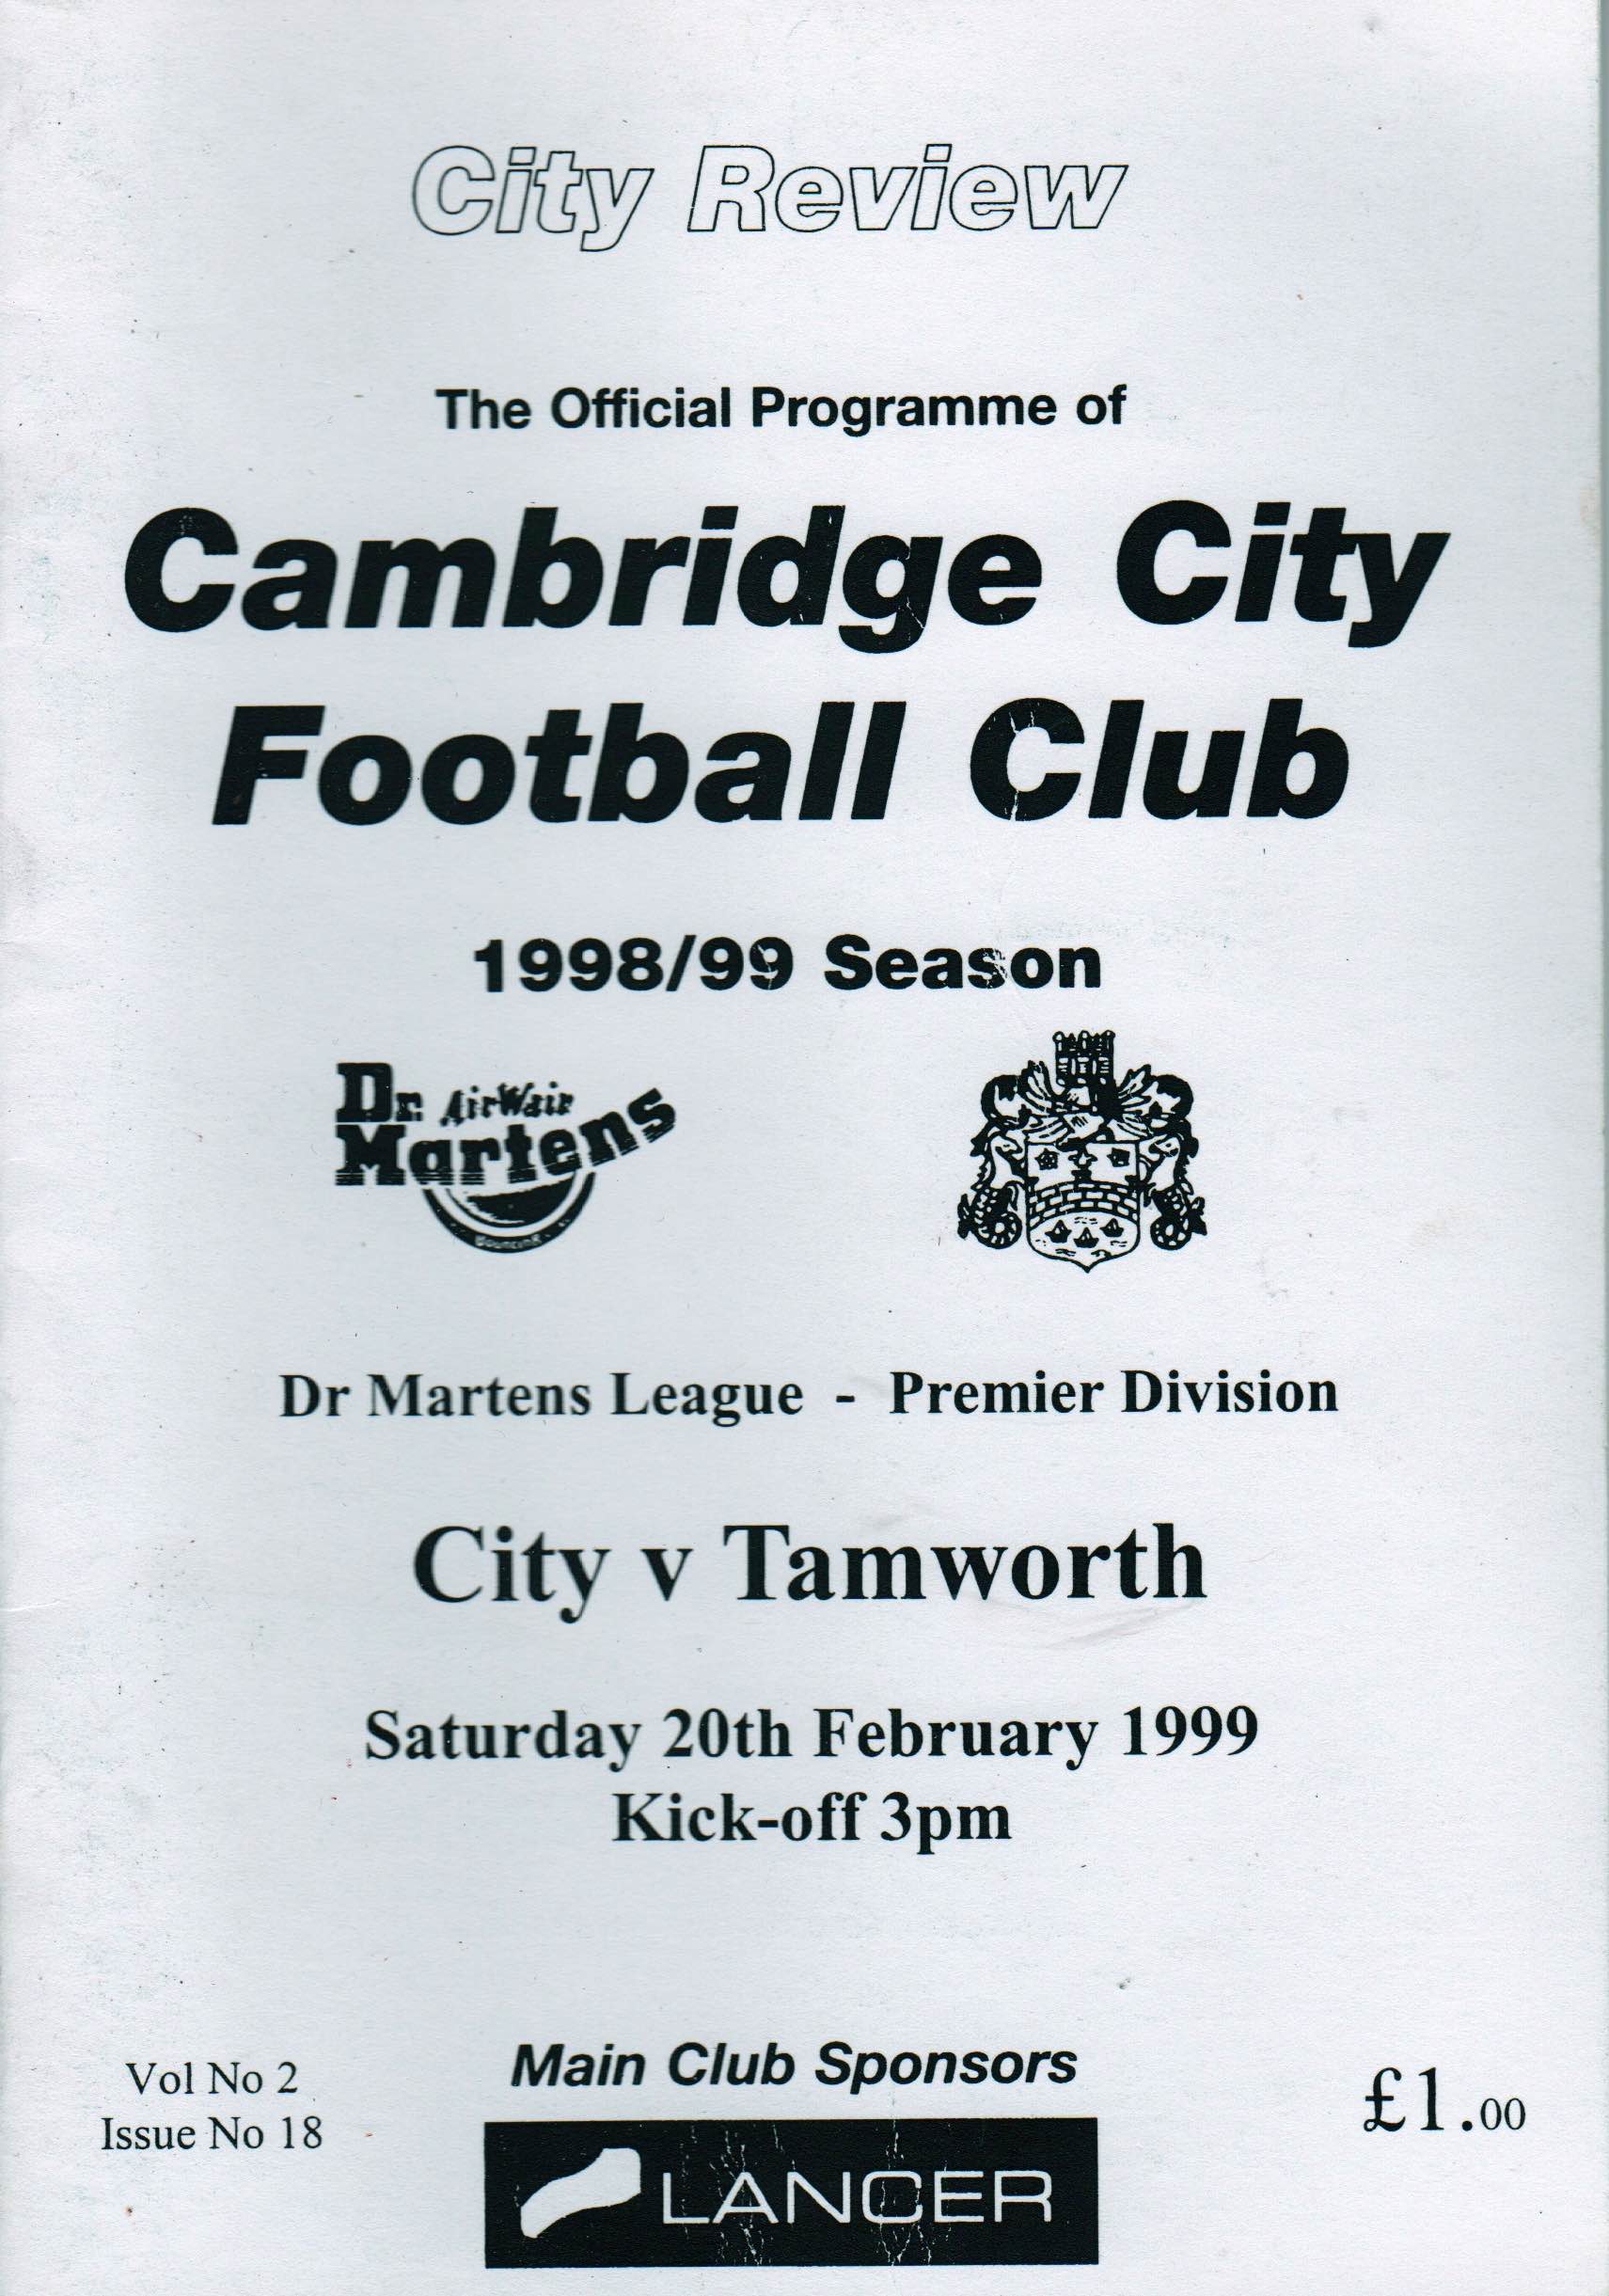 City Review
The Official Programme of
Cambridge City
Football Club
1998/99 Season
Dr. AirWair
Martens
Dr Martens League - Premier Division
City v Tamworth
Saturday 20th February 1999
Kick-off 3pm
Main Club Sponsors
Vol No 2
Issue No 18
£1.00
LANCER